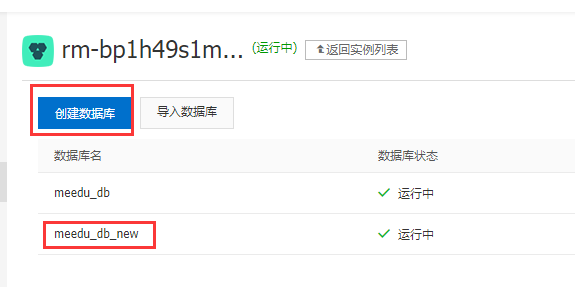 rm-bp1h49s1m... (运行中) 返回实例列表
创建数据库 导入数据库
数据库名 数据库状态
meedu_db 运行中
meedu_db_new 运行中